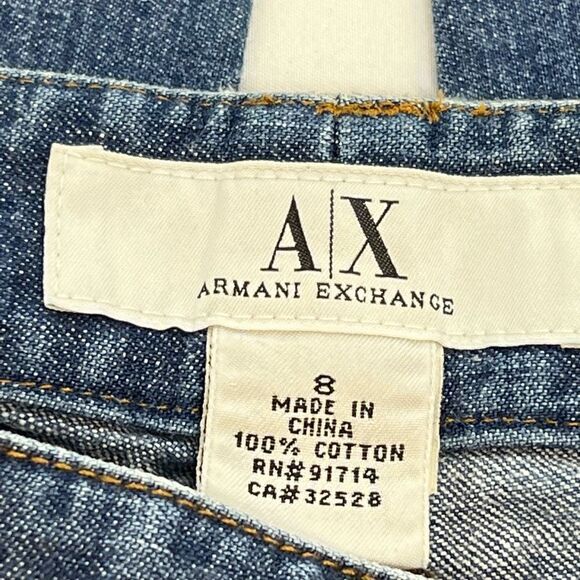 A|X
ARMANI EXCHANGE
8
MADE IN
CHINA
100% COTTON
RN#91714
CA#32528